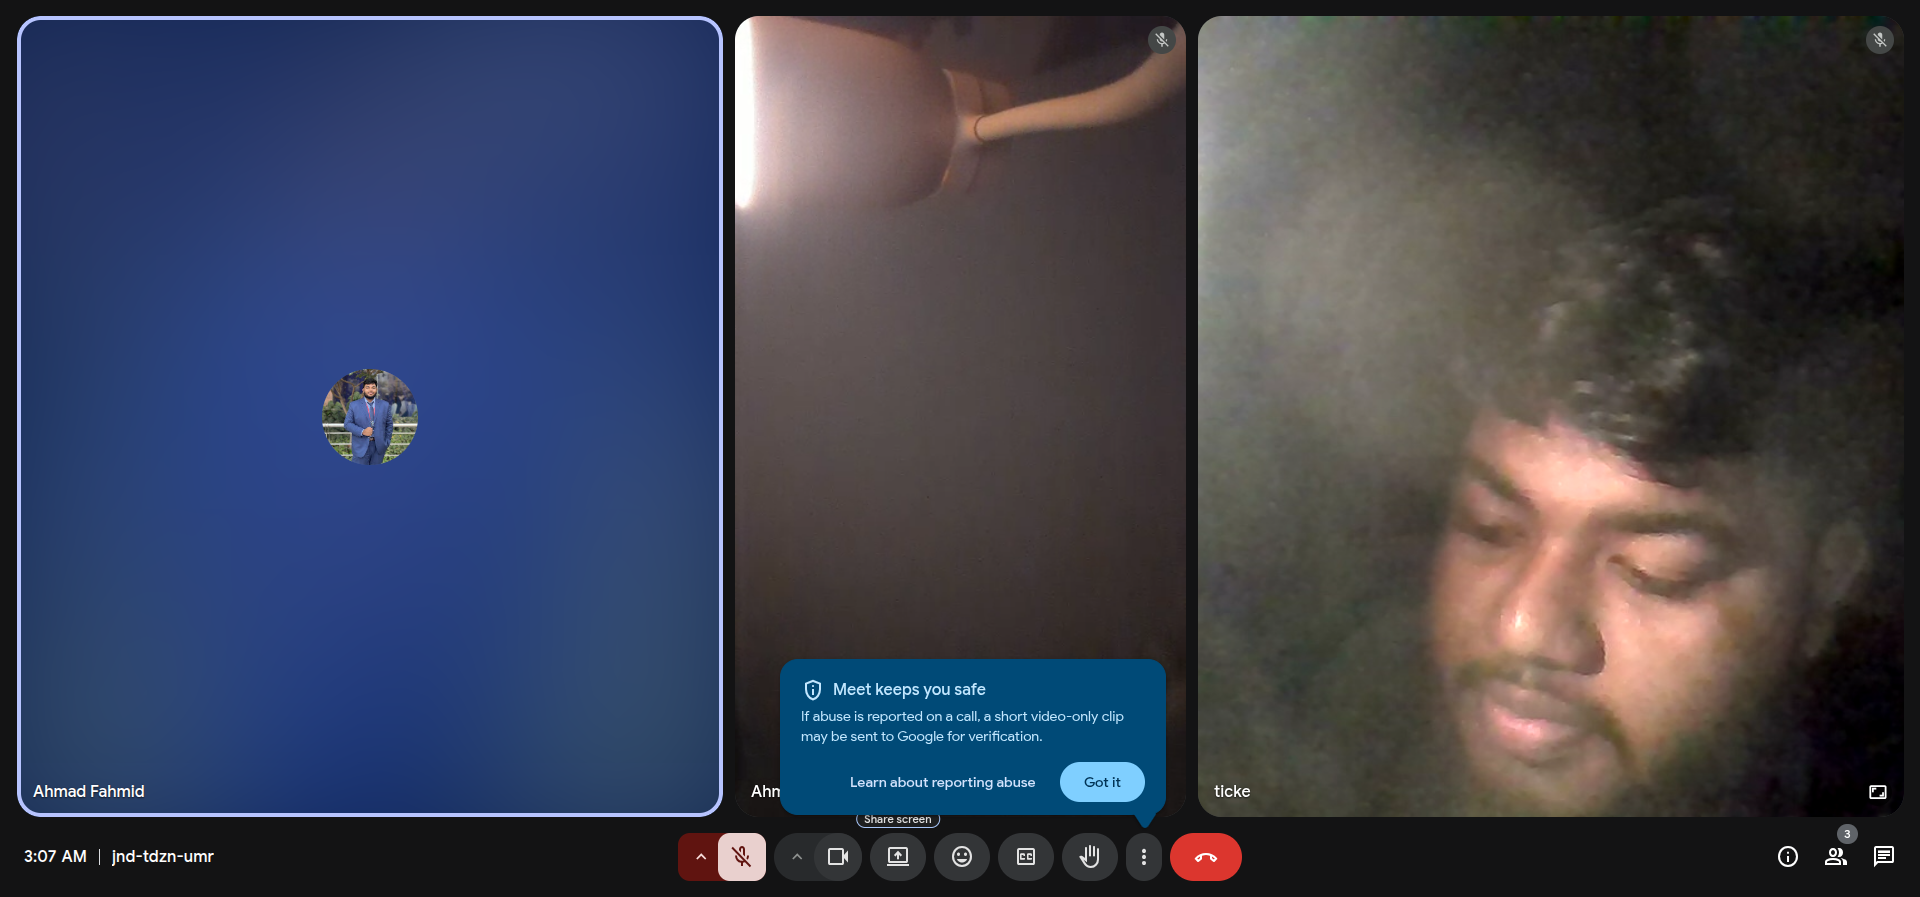 Ahmad Fahmid
Ahm
Meet keeps you safe
If abuse is reported on a call, a short video-only clip
may be sent to Google for verification.
Learn about reporting abuse
Got it
ticke
Share screen
3:07 AM | jnd-tdzn-umr
CC
3